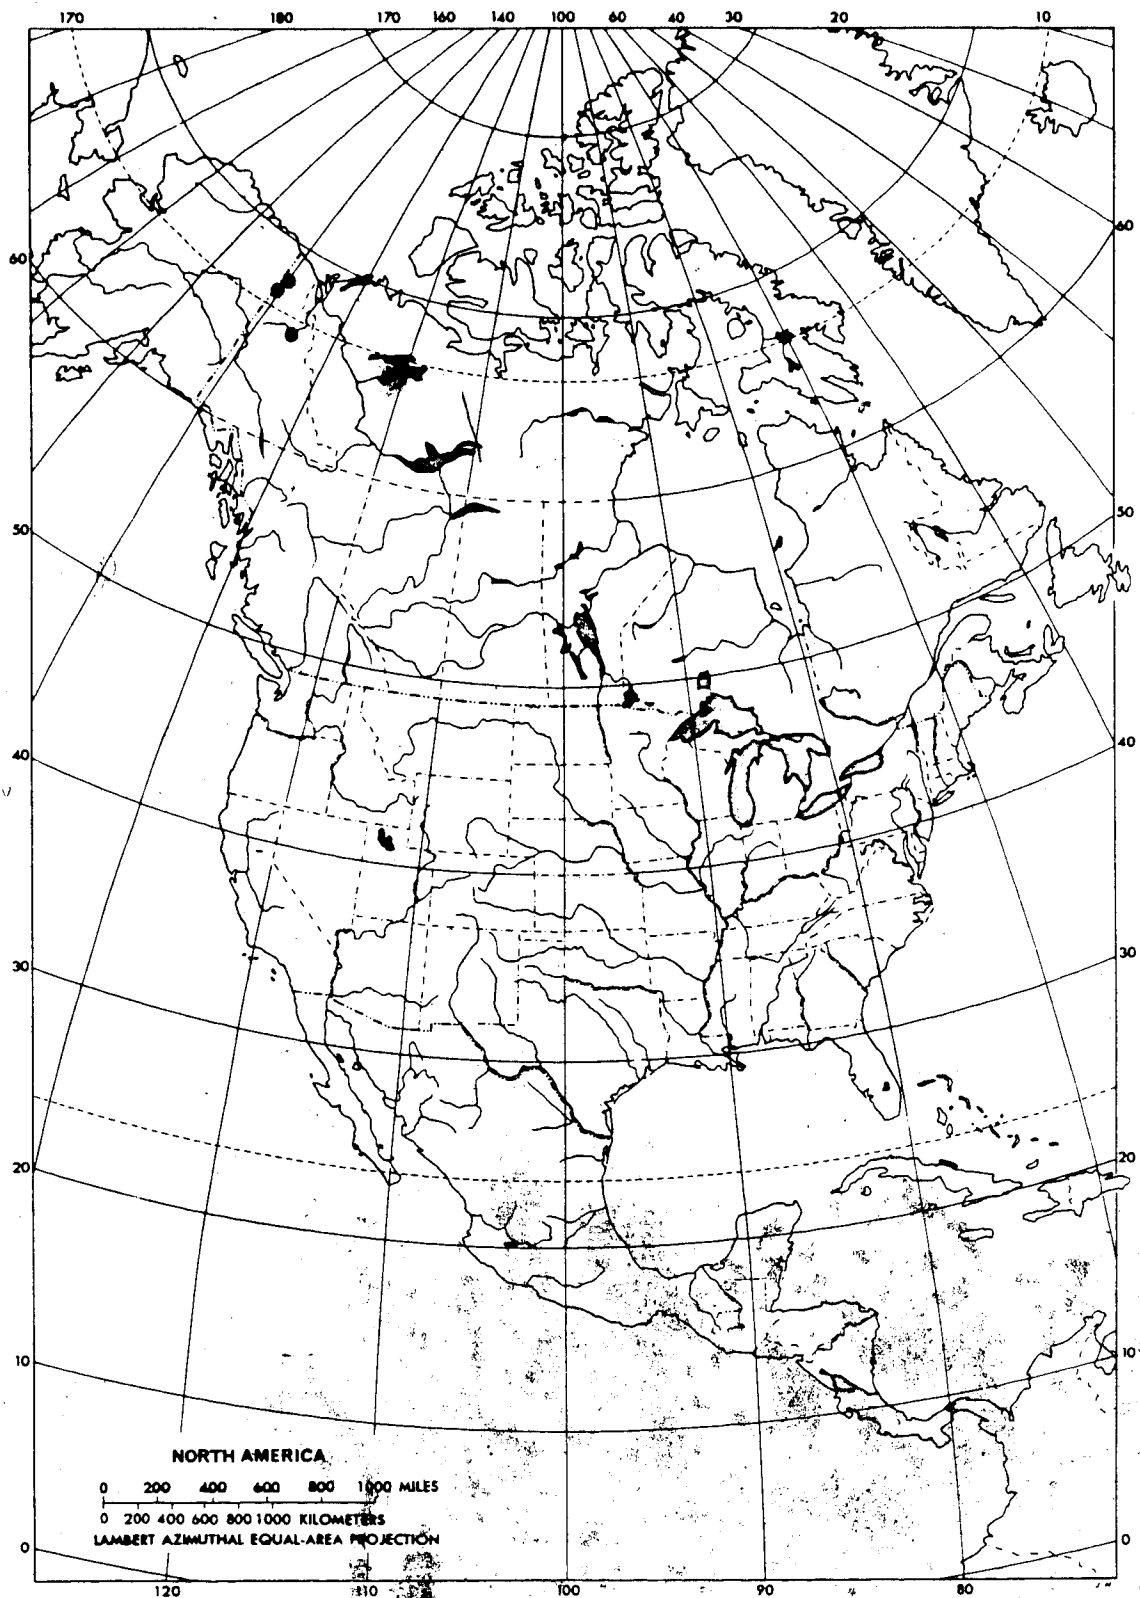 170 180 170 160 140 100 60 40 30 20 10
60 60
50 50
40 40
30 30
20 20
10 10
NORTH AMERICA
0 200 400 600 800 1000 MILES
0 200 400 600 800 1000 KILOMETERS
LAMBERT AZIMUTHAL EQUAL-AREA PROJECTION
0 0
120 110 100 90 80